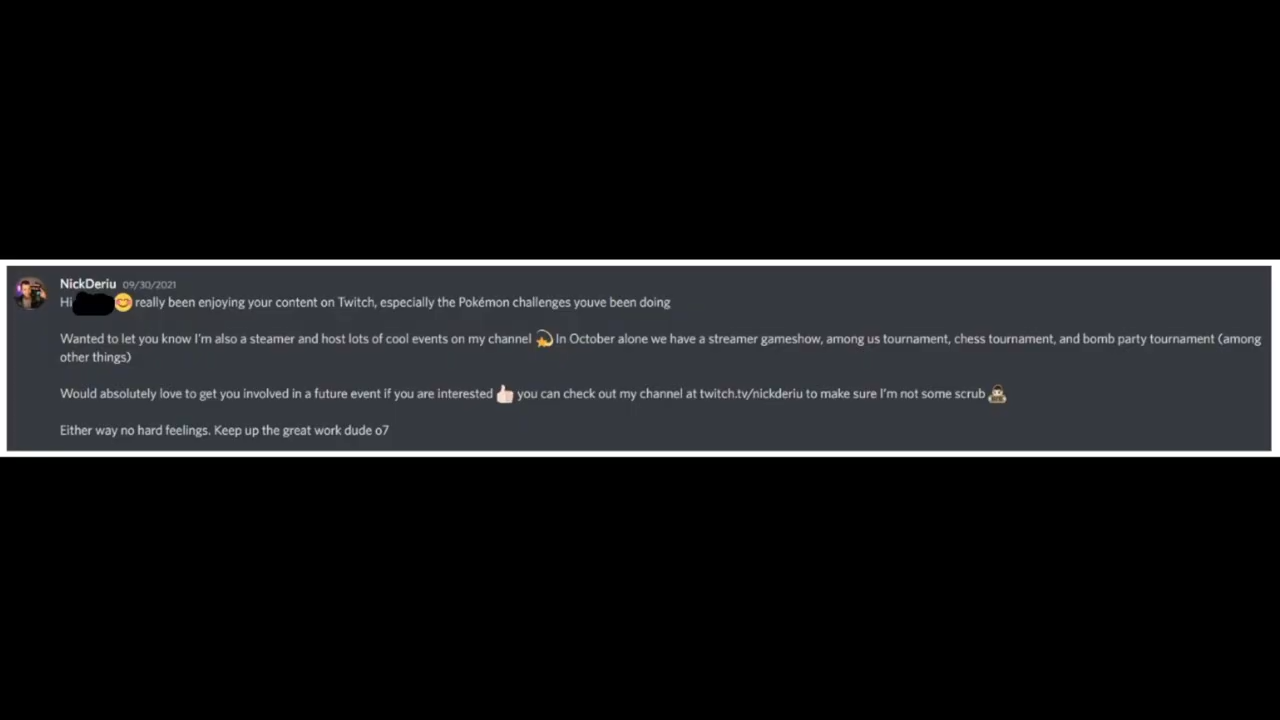 NickDeriu 09/30/2021
Hi 😊 really been enjoying your content on Twitch, especially the Pokémon challenges youve been doing
Wanted to let you know I'm also a steamer and host lots of cool events on my channel 💫 In October alone we have a streamer gameshow, among us tournament, chess tournament, and bomb party tournament (among
other things)
Would absolutely love to get you involved in a future event if you are interested 👍🏻 you can check out my channel at twitch.tv/nickderiu to make sure I'm not some scrub
Either way no hard feelings. Keep up the great work dude o7